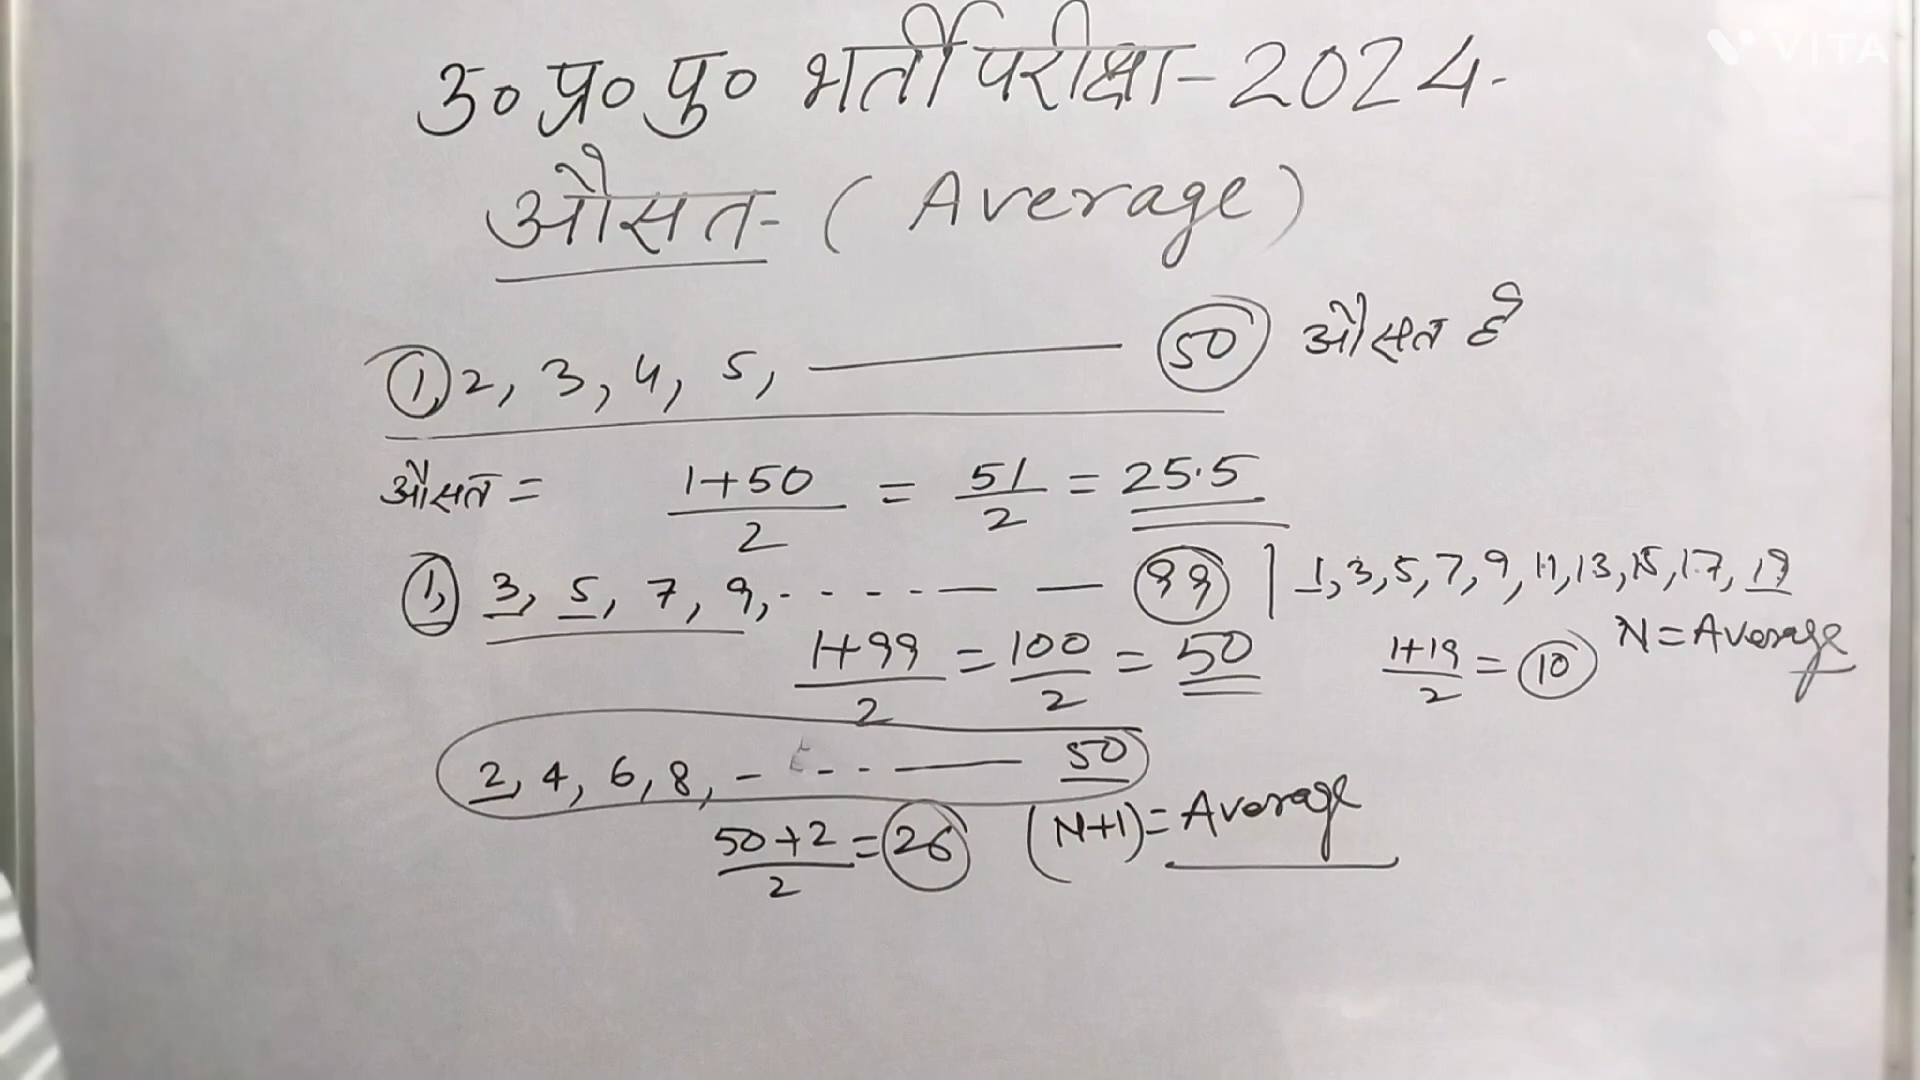 VITA
उ० प्र० पु० भर्ती परीक्षा - 2024.
औसत - ( Average )
1, 2, 3, 4, 5, —— 50 औसत है
औसत = 1+50/2 = 51/2 = 25.5
1, 3, 5, 7, 9, - - - - — — 99 | 1, 3, 5, 7, 9, 11, 13, 15, 17, 19
1+99/2 = 100/2 = 50 1+19/2 = 10 N = Average
2, 4, 6, 8, - - - - —— 50
50+2/2 = 26 (N+1) = Average